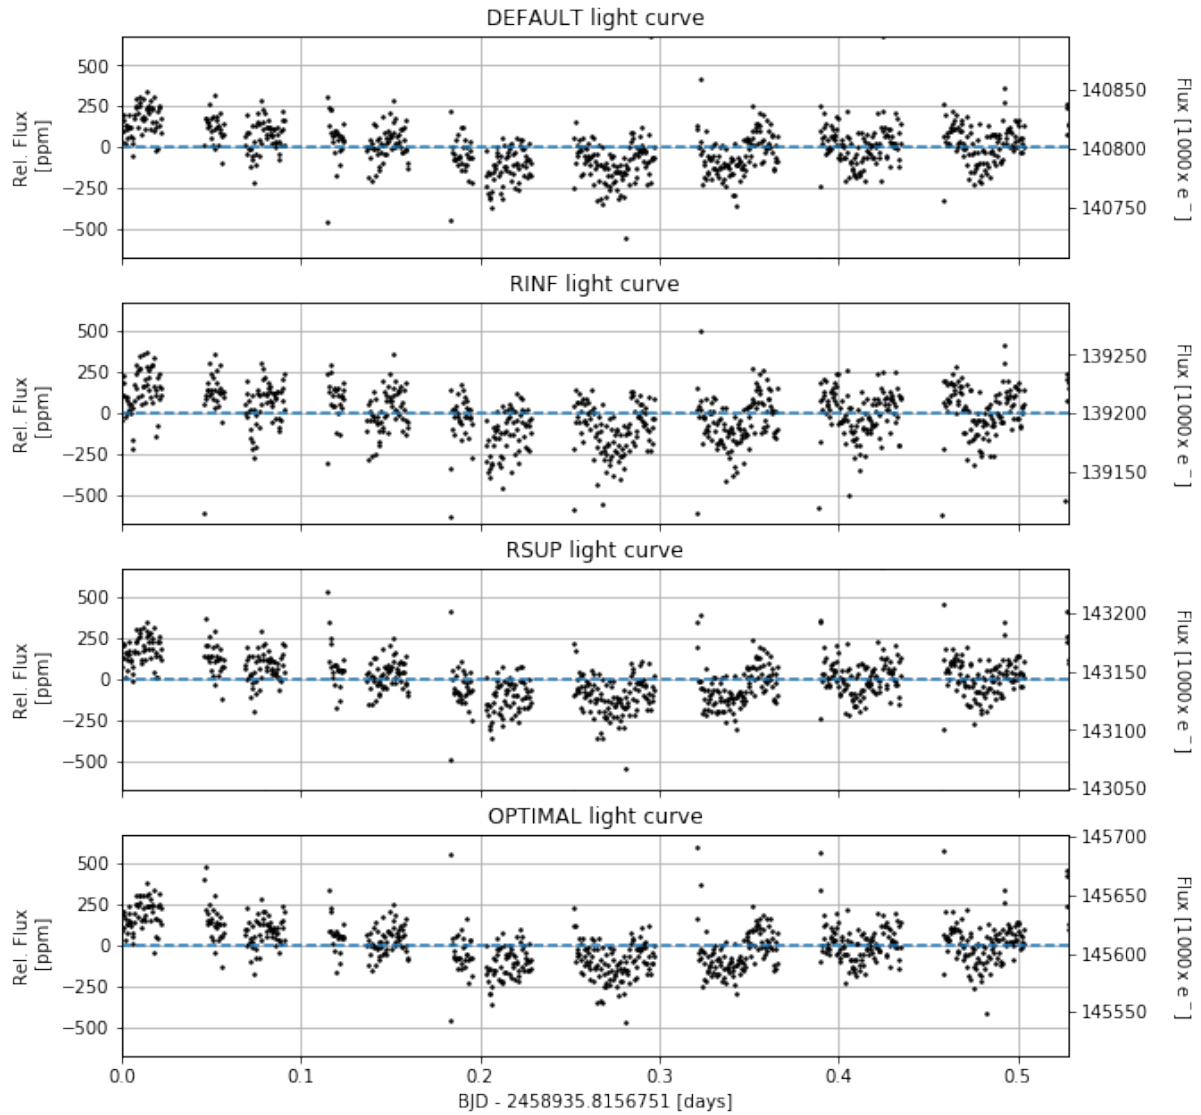 DEFAULT light curve
500
250
0
−250
−500
Rel. Flux
[ppm]
140850
140800
140750
Flux [1000x e⁻]
RINF light curve
500
250
0
−250
−500
Rel. Flux
[ppm]
139250
139200
139150
Flux [1000x e⁻]
RSUP light curve
500
250
0
−250
−500
Rel. Flux
[ppm]
143200
143150
143100
143050
Flux [1000x e⁻]
OPTIMAL light curve
500
250
0
−250
−500
Rel. Flux
[ppm]
145700
145650
145600
145550
Flux [1000x e⁻]
0.0 0.1 0.2 0.3 0.4 0.5
BJD - 2458935.8156751 [days]